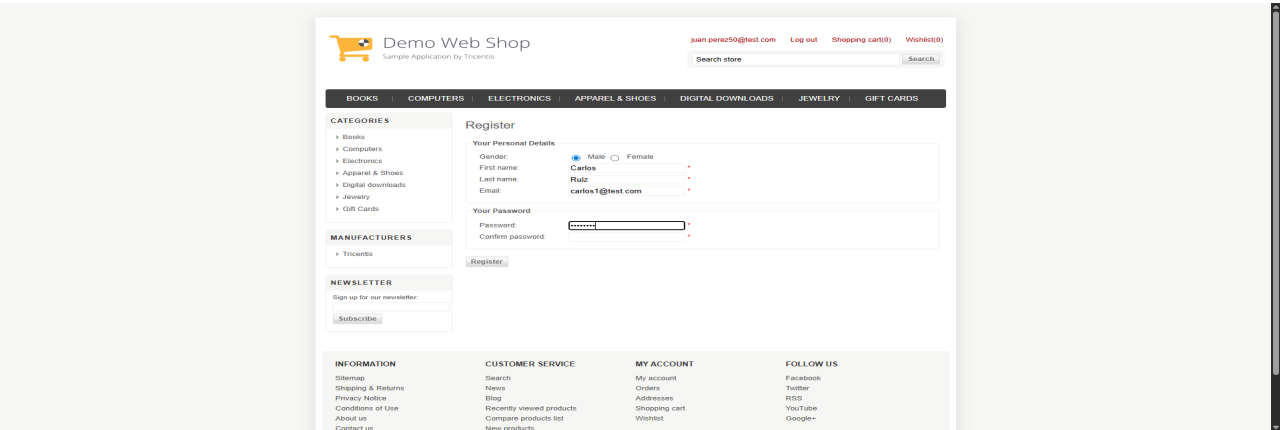 Demo Web Shop
Sample Application by Tricentis
juan.perez50@test.com Log out Shopping cart(0) Wishlist(0)
Search store Search
BOOKS COMPUTERS ELECTRONICS APPAREL & SHOES DIGITAL DOWNLOADS JEWELRY GIFT CARDS
CATEGORIES
Books
Computers
Electronics
Apparel & Shoes
Digital downloads
Jewelry
Gift Cards
MANUFACTURERS
Tricentis
NEWSLETTER
Sign up for our newsletter:
Subscribe
Register
Your Personal Details
Gender: Male Female
First name: Carlos *
Last name: Ruiz *
Email: carlos1@test.com *
Your Password
Password: •••••••• *
Confirm password: *
Register
INFORMATION
Sitemap
Shipping & Returns
Privacy Notice
Conditions of Use
About us
Contact us
CUSTOMER SERVICE
Search
News
Blog
Recently viewed products
Compare products list
New products
MY ACCOUNT
My account
Orders
Addresses
Shopping cart
Wishlist
FOLLOW US
Facebook
Twitter
RSS
YouTube
Google+